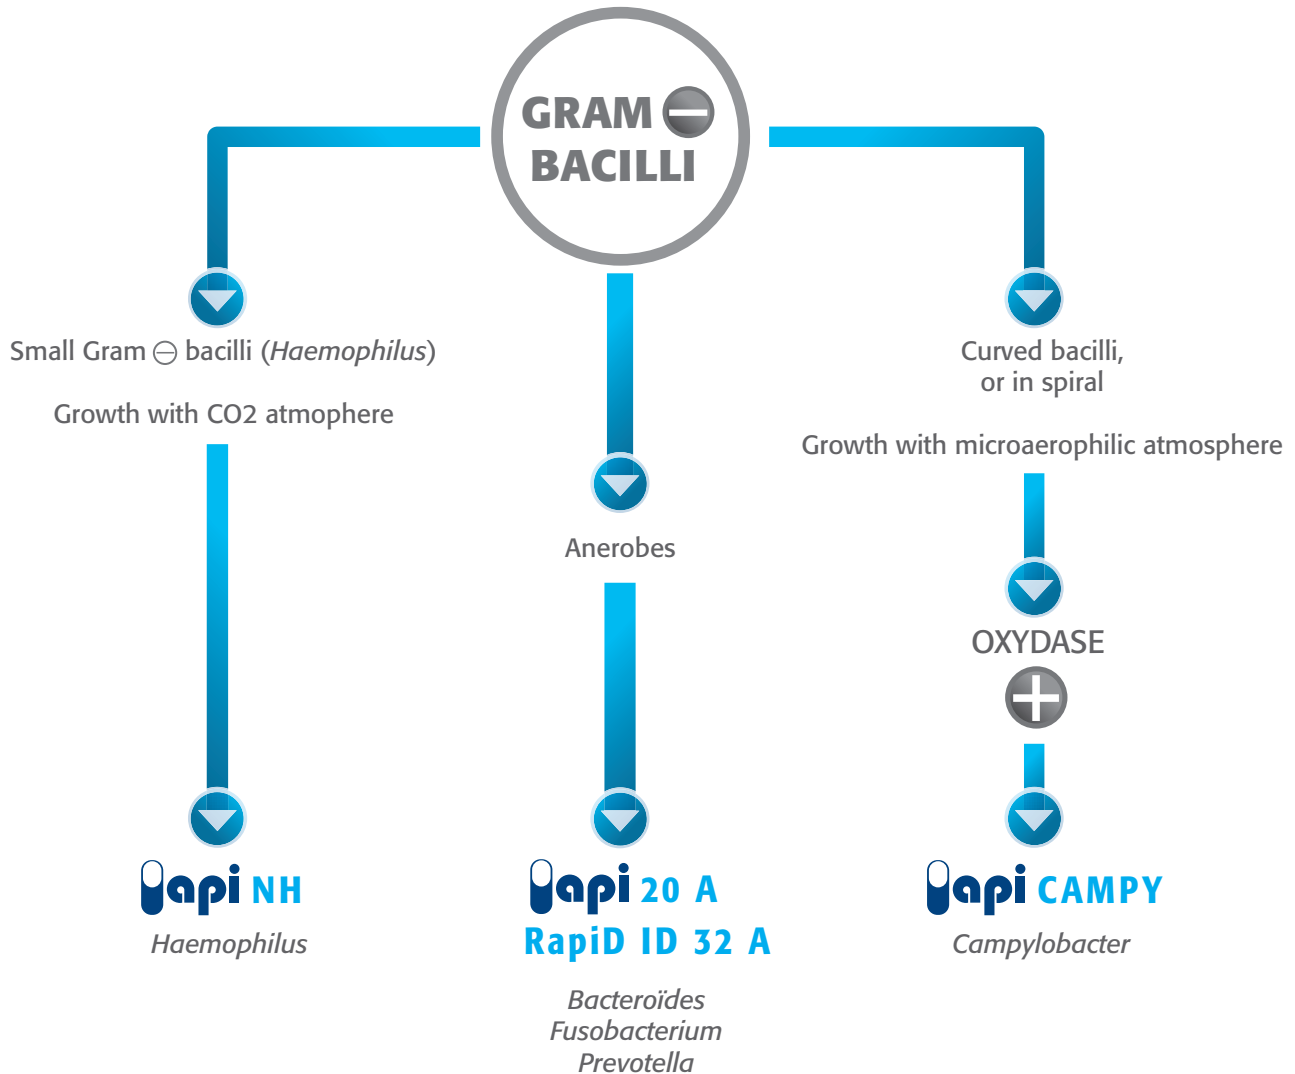 GRAM ⊖
BACILLI
Small Gram ⊖ bacilli (Haemophilus)
Growth with CO2 atmophere
Anerobes
Curved bacilli,
or in spiral
Growth with microaerophilic atmosphere
OXYDASE
+
api NH
Haemophilus
api 20 A
RapiD ID 32 A
Bacteroïdes
Fusobacterium
Prevotella
api CAMPY
Campylobacter